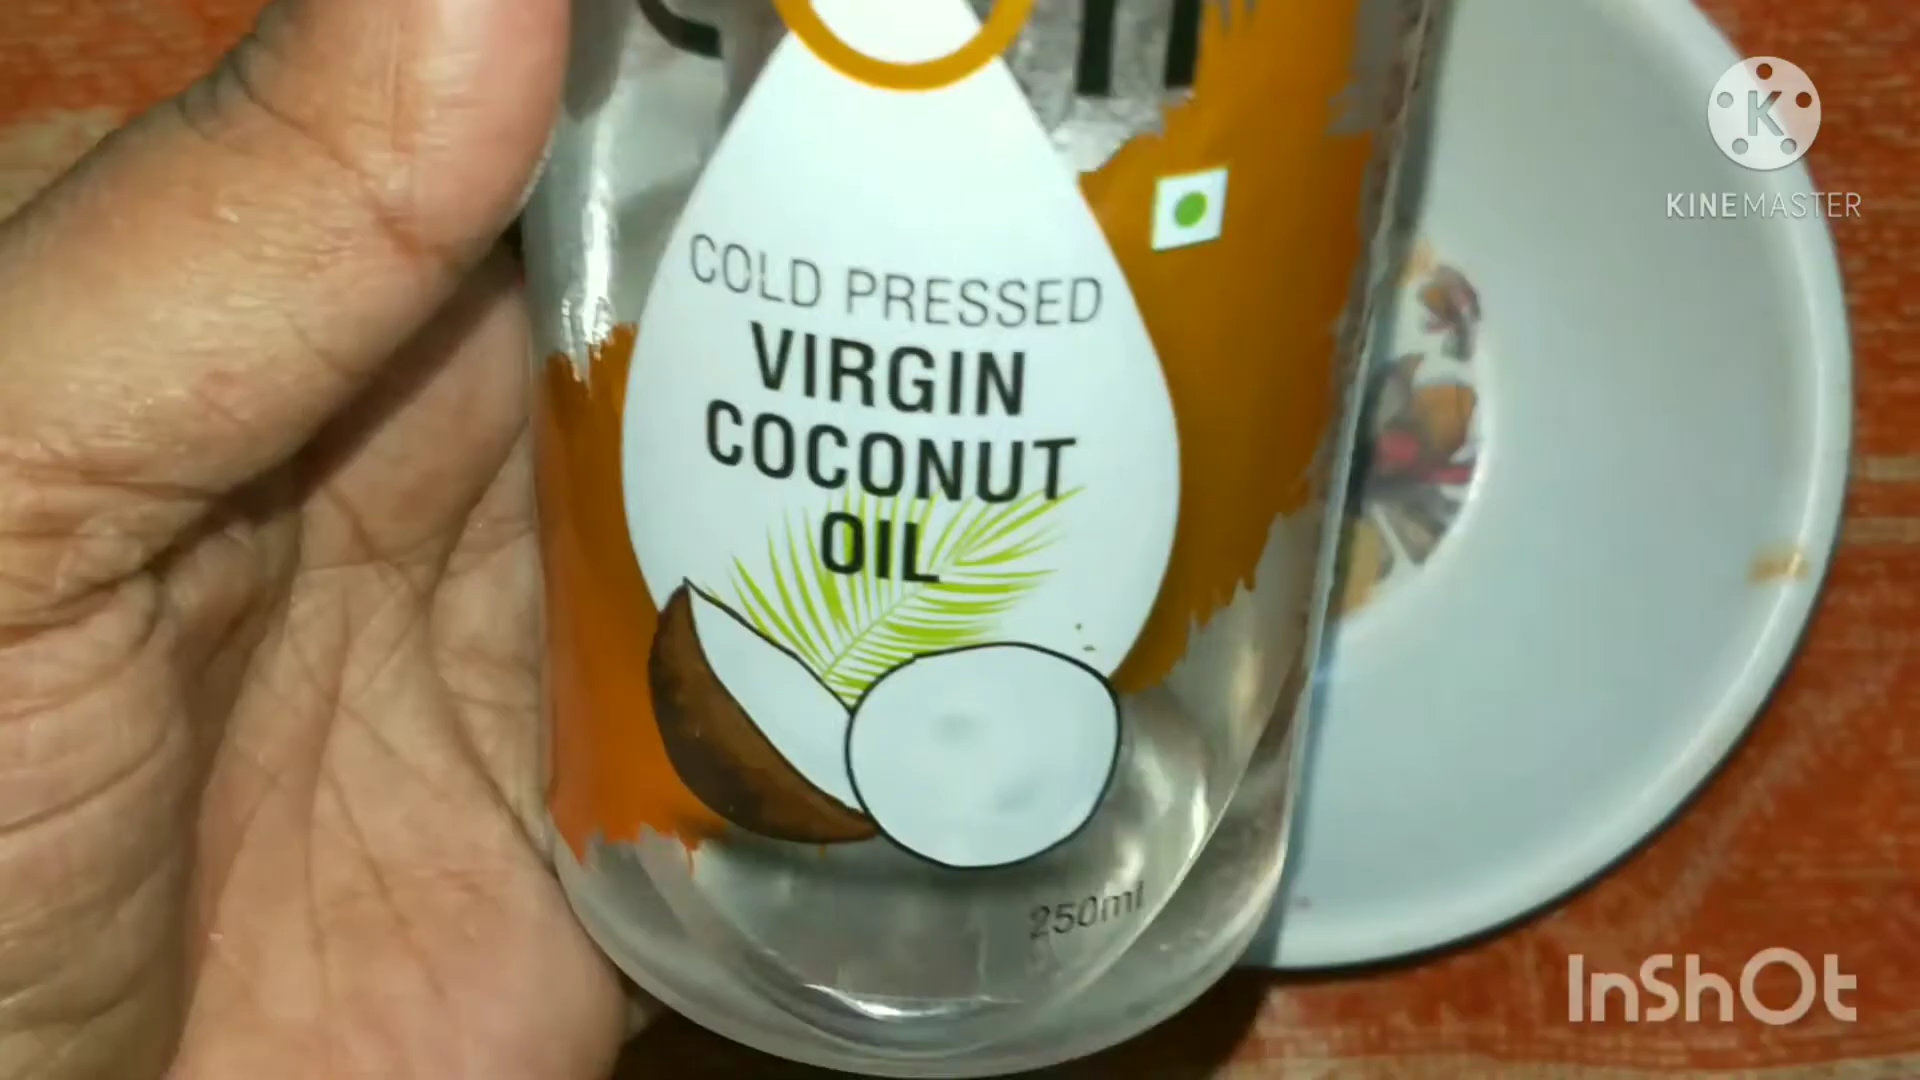 COLD PRESSED
VIRGIN
COCONUT
OIL
250ml
K
KINEMASTER
InShOt